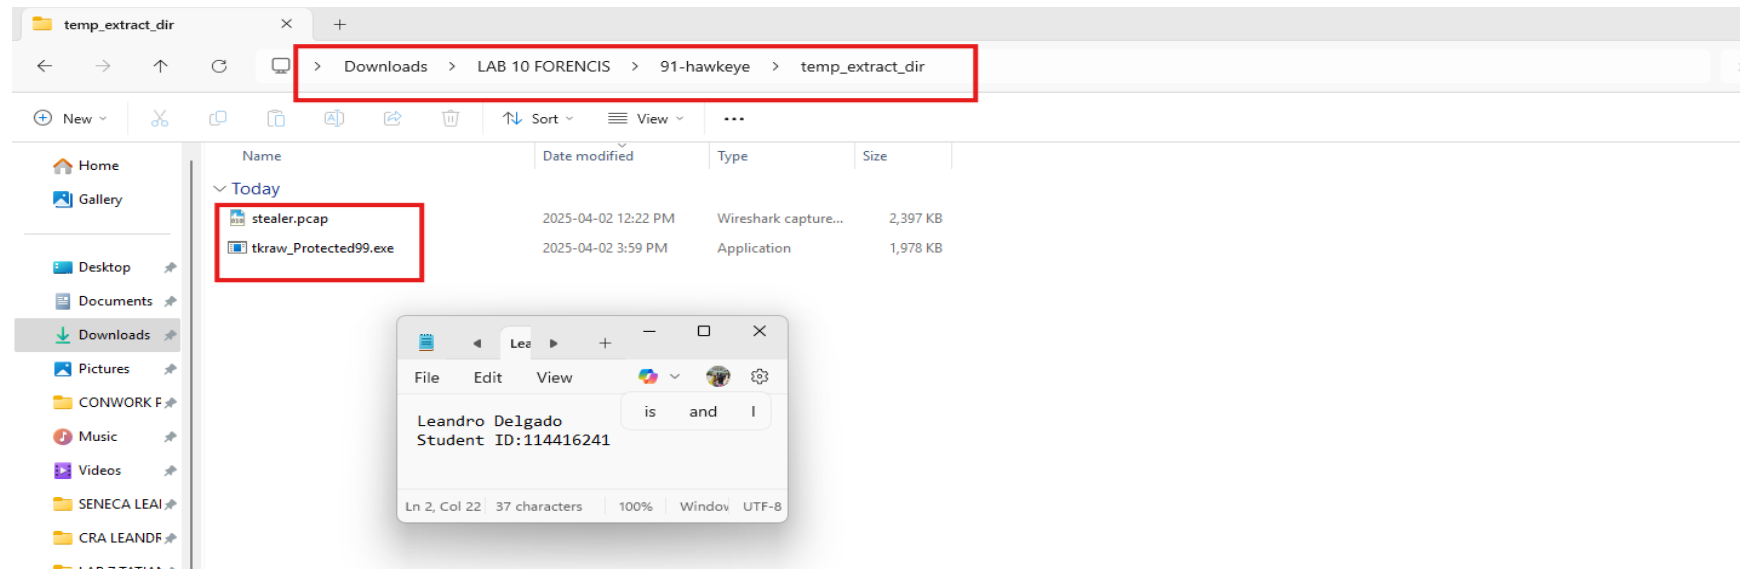 temp_extract_dir
Downloads > LAB 10 FORENCIS > 91-hawkeye > temp_extract_dir
New
Sort
View
Name Date modified Type Size
Today
stealer.pcap 2025-04-02 12:22 PM Wireshark capture... 2,397 KB
tkraw_Protected99.exe 2025-04-02 3:59 PM Application 1,978 KB
Home
Gallery
Desktop
Documents
Downloads
Pictures
CONWORK P
Music
Videos
SENECA LEAI
CRA LEANDR
Lea
File Edit View
is and I
Leandro Delgado
Student ID:114416241
Ln 2, Col 22 37 characters 100% Window UTF-8